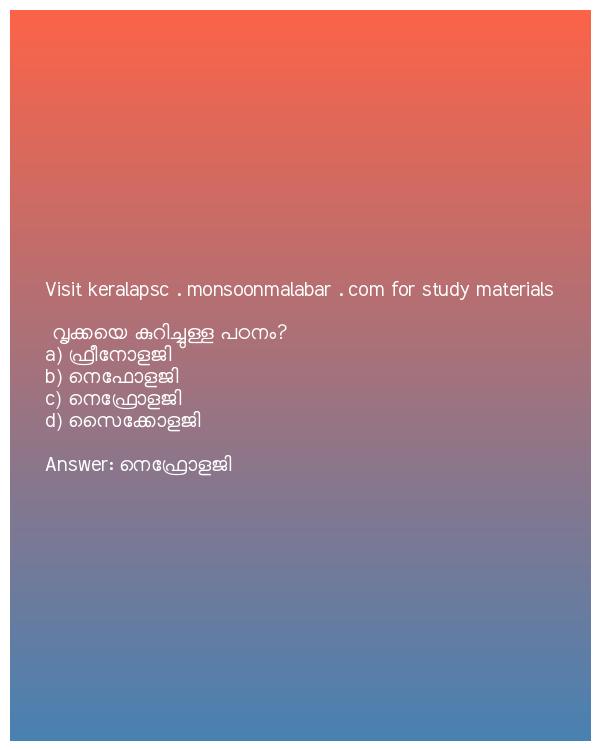 Visit keralapsc . monsoonmalabar . com for study materials
വൃക്കയെ കുറിച്ചുള്ള പഠനം?
a) ഫ്രീനോളജി
b) നെഫോളജി
c) നെഫ്രോളജി
d) സൈക്കോളജി
Answer: നെഫ്രോളജി